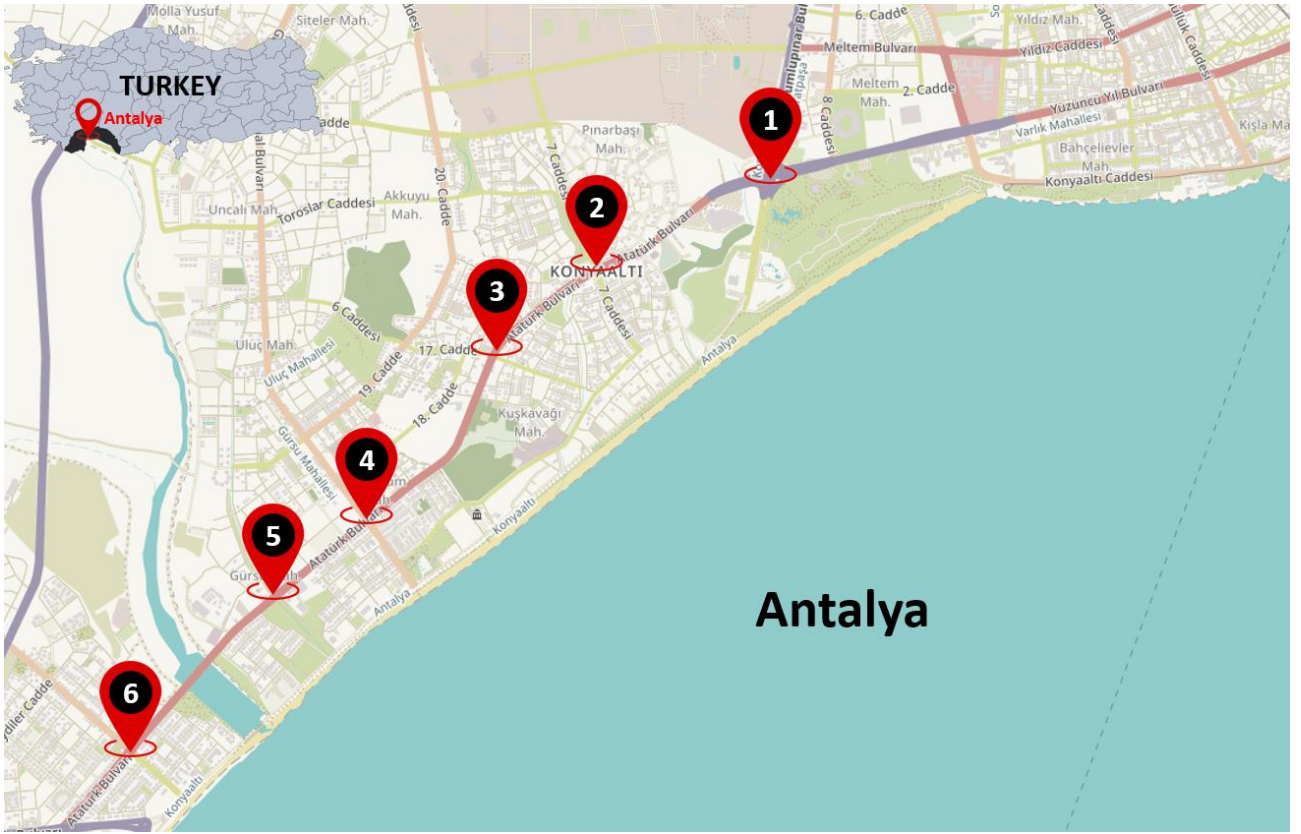 Molla Yusuf
Mah.
Siteler Mah.
6. Cadde
Yıldız Mah.
TURKEY
Antalya
Meltem Bulvarı
Yıldız Caddesi
Meltem
Mah.
2. Cadde
8 Caddesi
Yuzuncu Yıl Bulvarı
Varlık Mahallesi
Kışla Ma
Bahçelievler
Mah.
Konyaaltı Caddesi
1
Cadde
Pınarbaşı
Mah.
7 Caddesi
20. Cadde
Akkuyu
Mah.
Uncalı Mah.
Toroslar Caddesi
2
Atatürk Bulvarı
KONYAALTI
7 Caddesi
3
Atatürk Bulvarı
6 Caddesi
17. Cadde
Uluç Mah.
Uluç Mahallesi
19. Cadde
18. Cadde
Antalya
Kuşkavağı
Mah.
Gürsu Mahallesi
4
Konyaaltı
5
Atatürk Bulvarı
Antalya
Antalya
6
Atatürk Bulvarı
Konyaaltı